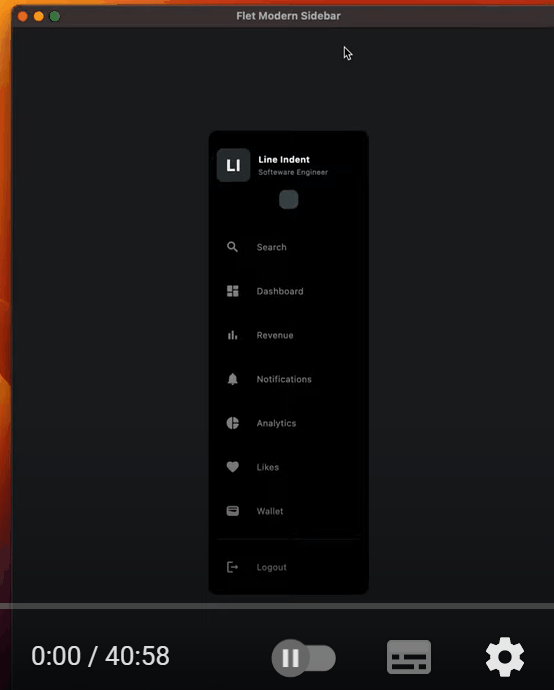 Flet Modern Sidebar
LI
Line Indent
Softeware Engineer
Search
Dashboard
Revenue
Notifications
Analytics
Likes
Wallet
Logout
0:00 / 40:58